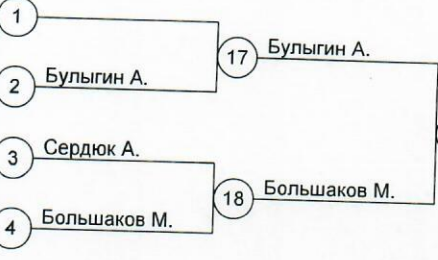 1
17 Булыгин А.
2 Булыгин А.
3 Сердюк А.
18 Большаков М.
4 Большаков М.